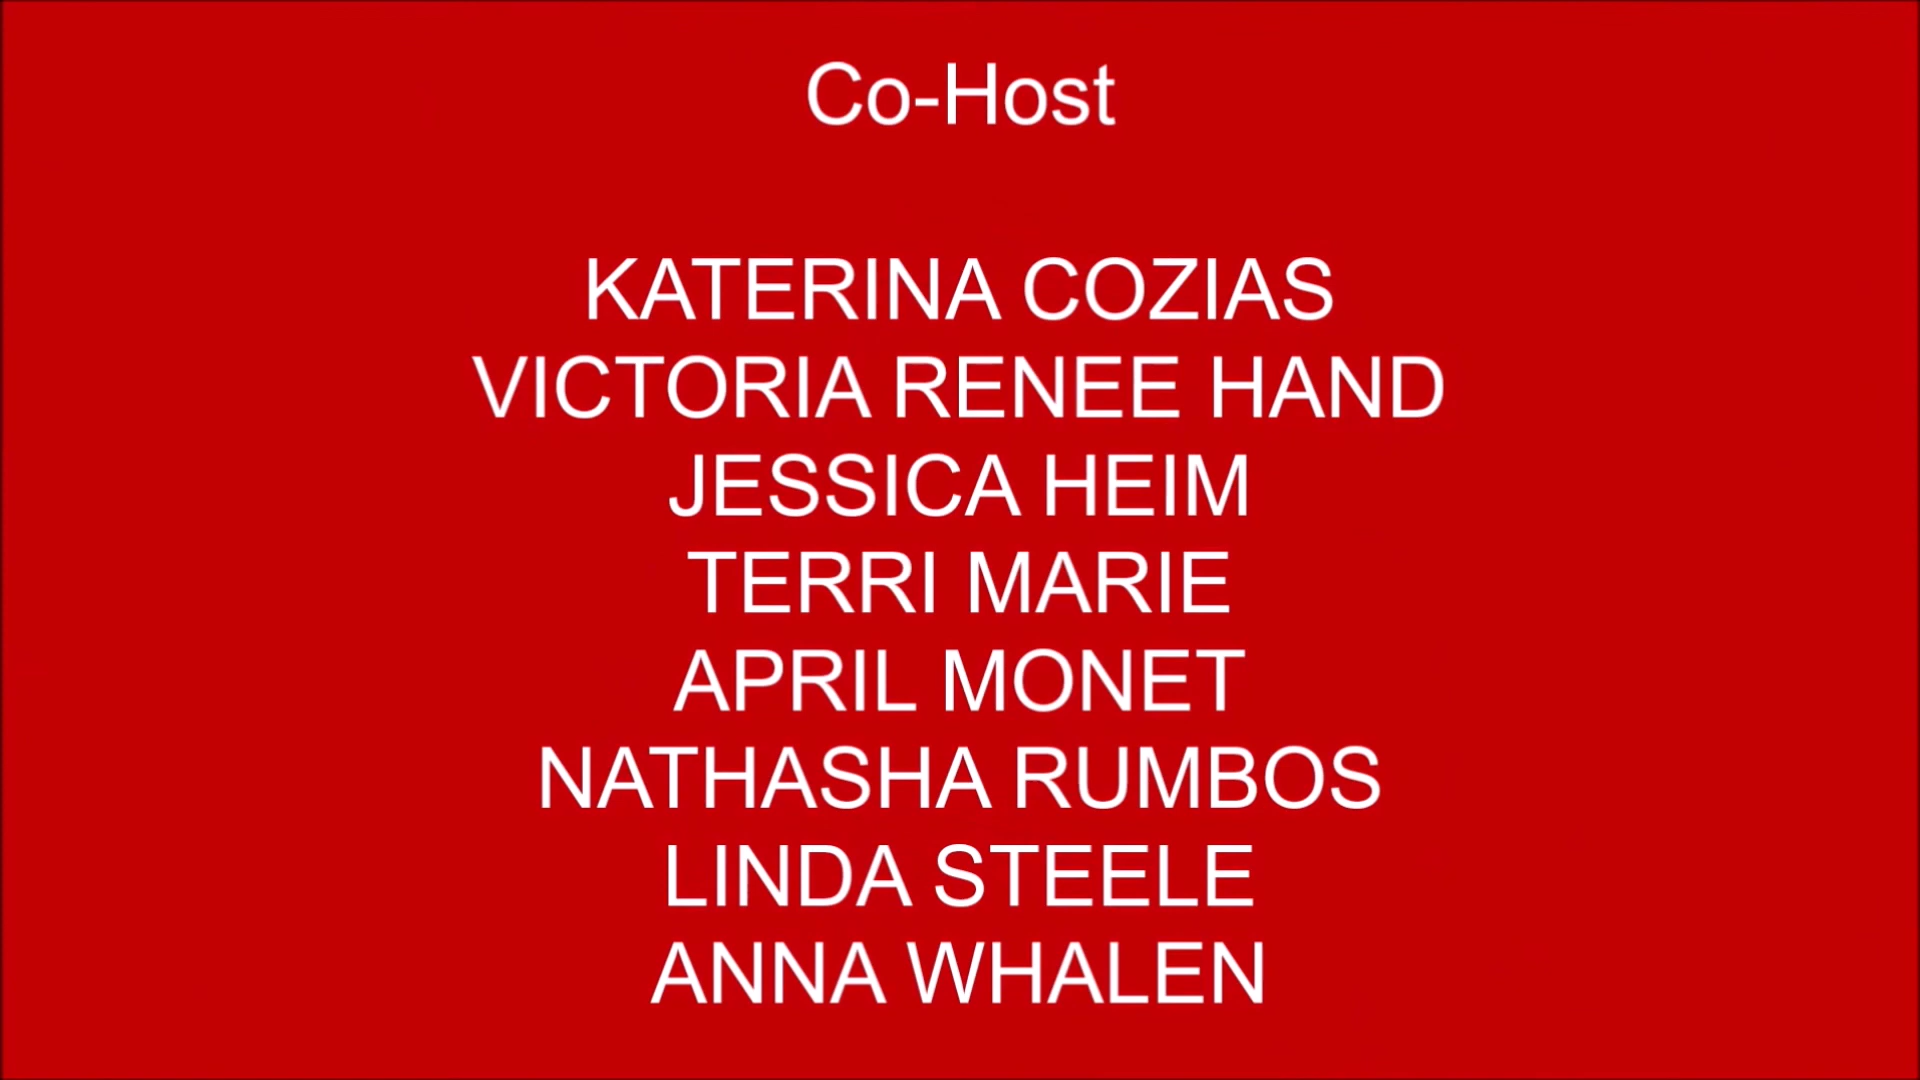 Co-Host
KATERINA COZIAS
VICTORIA RENEE HAND
JESSICA HEIM
TERRI MARIE
APRIL MONET
NATHASHA RUMBOS
LINDA STEELE
ANNA WHALEN